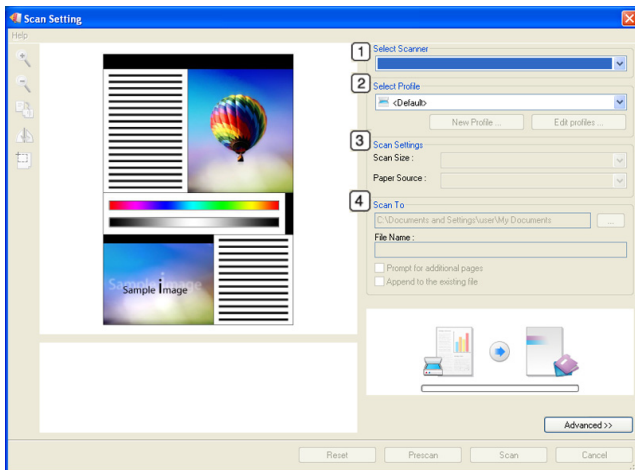 Scan Setting
Help
1 Select Scanner
2 Select Profile
<Default>
New Profile ... Edit profiles ...
3 Scan Settings
Scan Size :
Paper Source :
4 Scan To
C:\Documents and Settings\user\My Documents ...
File Name :
Prompt for additional pages
Append to the existing file
Sample image
Advanced >>
Reset Prescan Scan Cancel